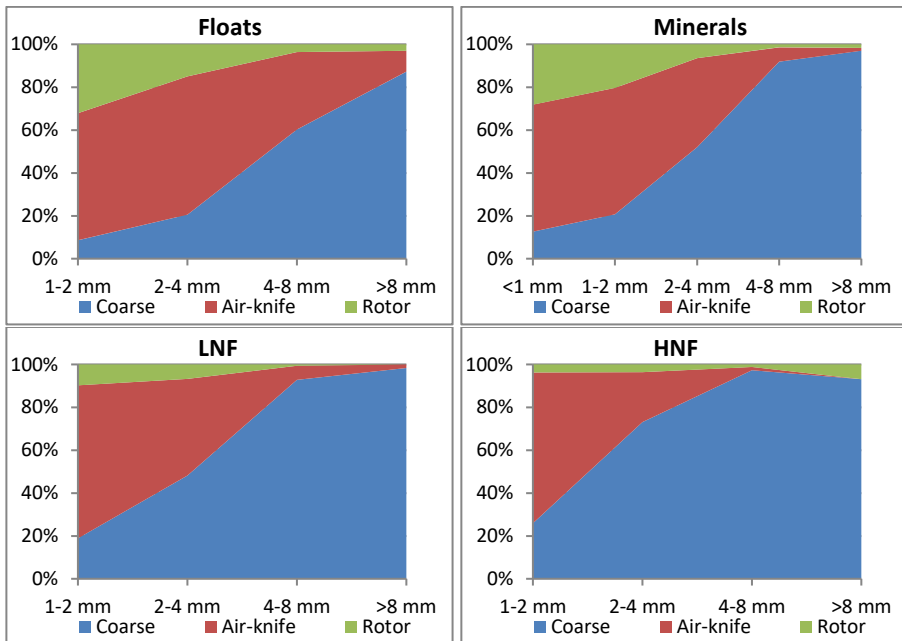 Floats
100%
80%
60%
40%
20%
0%
1-2 mm 2-4 mm 4-8 mm >8 mm
Coarse Air-knife Rotor
Minerals
100%
80%
60%
40%
20%
0%
<1 mm 1-2 mm 2-4 mm 4-8 mm >8 mm
Coarse Air-knife Rotor
LNF
100%
80%
60%
40%
20%
0%
1-2 mm 2-4 mm 4-8 mm >8 mm
Coarse Air-knife Rotor
HNF
100%
80%
60%
40%
20%
0%
1-2 mm 2-4 mm 4-8 mm >8 mm
Coarse Air-knife Rotor